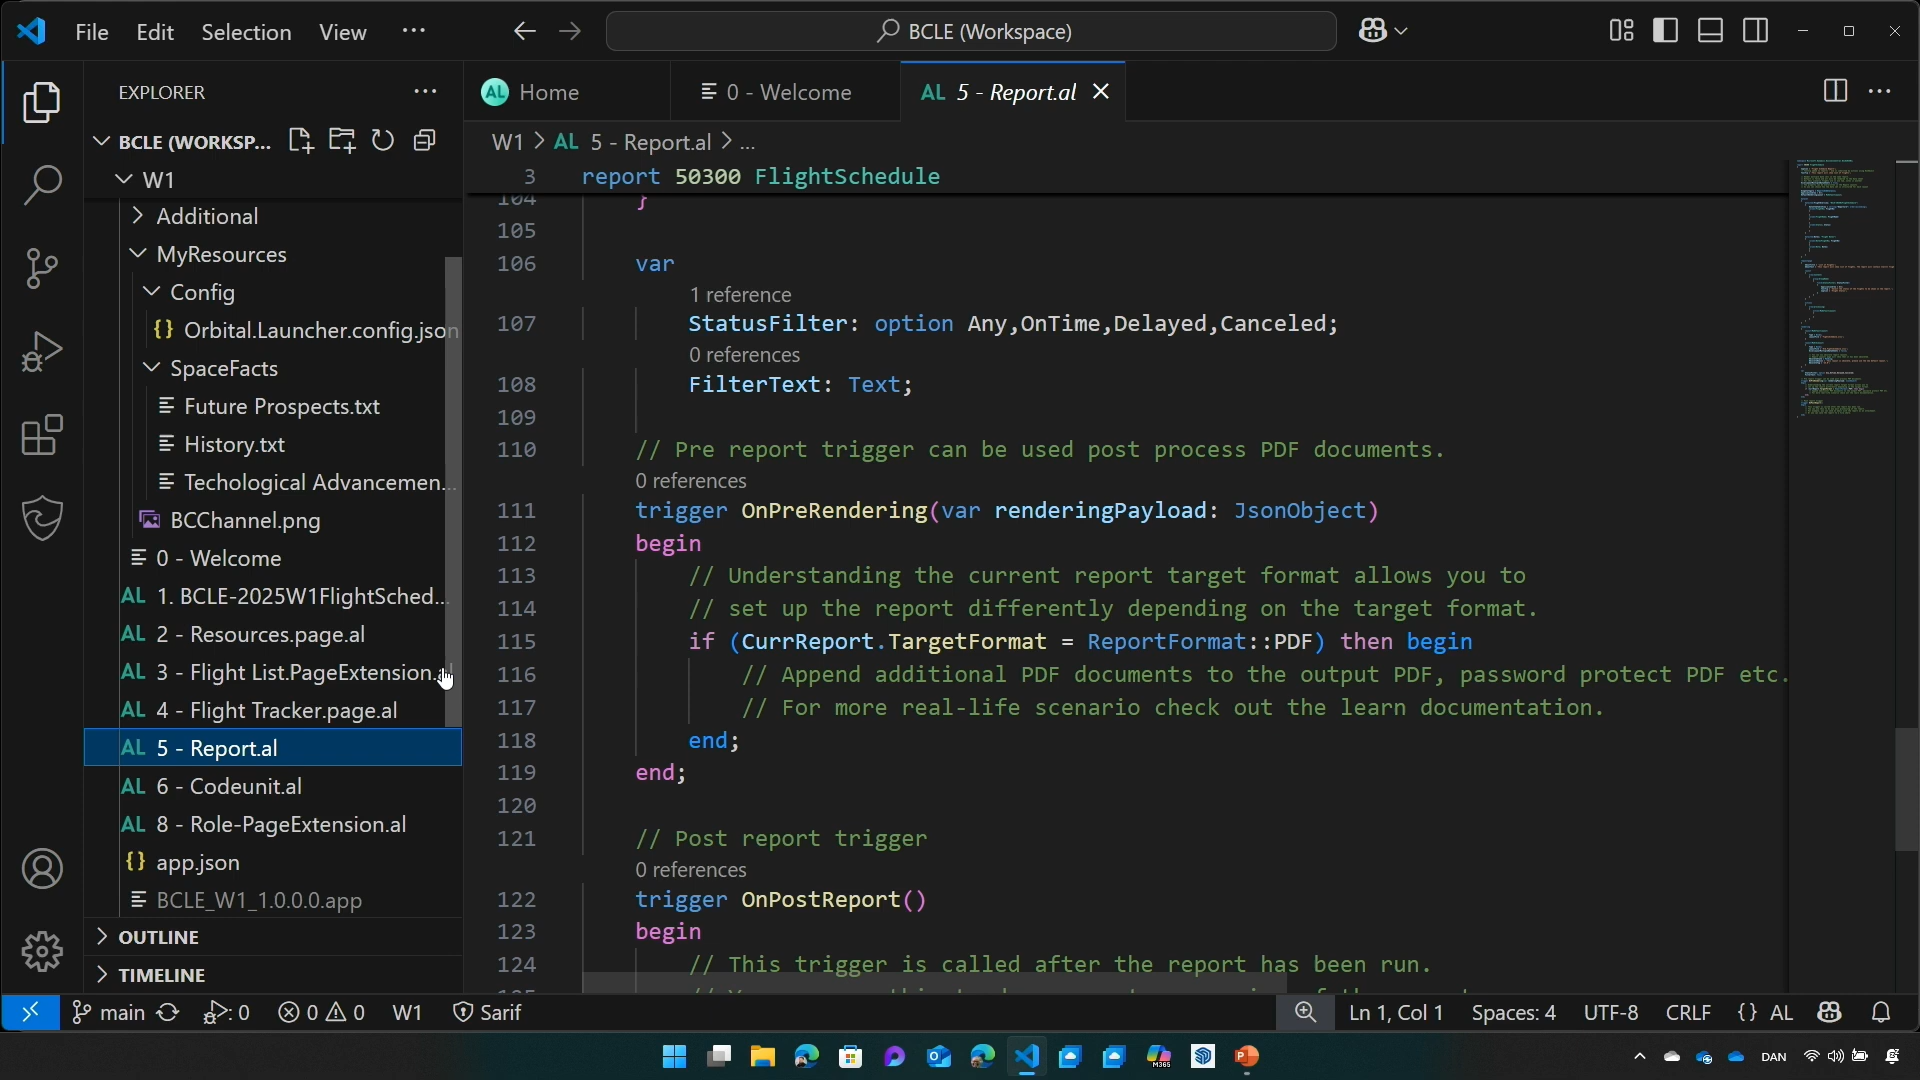 File Edit Selection View ···
BCLE (Workspace)
EXPLORER ···
BCLE (WORKSP...
W1
Additional
MyResources
Config
{} Orbital.Launcher.config.json
SpaceFacts
Future Prospects.txt
History.txt
Techological Advancemen...
BCChannel.png
0 - Welcome
AL 1. BCLE-2025W1FlightSched...
AL 2 - Resources.page.al
AL 3 - Flight List.PageExtension.al
AL 4 - Flight Tracker.page.al
AL 5 - Report.al
AL 6 - Codeunit.al
AL 8 - Role-PageExtension.al
{} app.json
BCLE_W1_1.0.0.0.app
OUTLINE
TIMELINE
AL Home
0 - Welcome
AL 5 - Report.al
W1 > AL 5 - Report.al > ...
3 report 50300 FlightSchedule
104 }
105
106 var
1 reference
107 StatusFilter: option Any,OnTime,Delayed,Canceled;
0 references
108 FilterText: Text;
109
110 // Pre report trigger can be used post process PDF documents.
0 references
111 trigger OnPreRendering(var renderingPayload: JsonObject)
112 begin
113 // Understanding the current report target format allows you to
114 // set up the report differently depending on the target format.
115 if (CurrReport.TargetFormat = ReportFormat::PDF) then begin
116 // Append additional PDF documents to the output PDF, password protect PDF etc.
117 // For more real-life scenario check out the learn documentation.
118 end;
119 end;
120
121 // Post report trigger
0 references
122 trigger OnPostReport()
123 begin
124 // This trigger is called after the report has been run.
main 0 0 0 W1 Sarif
Ln 1, Col 1 Spaces: 4 UTF-8 CRLF {} AL
M365
P
DAN